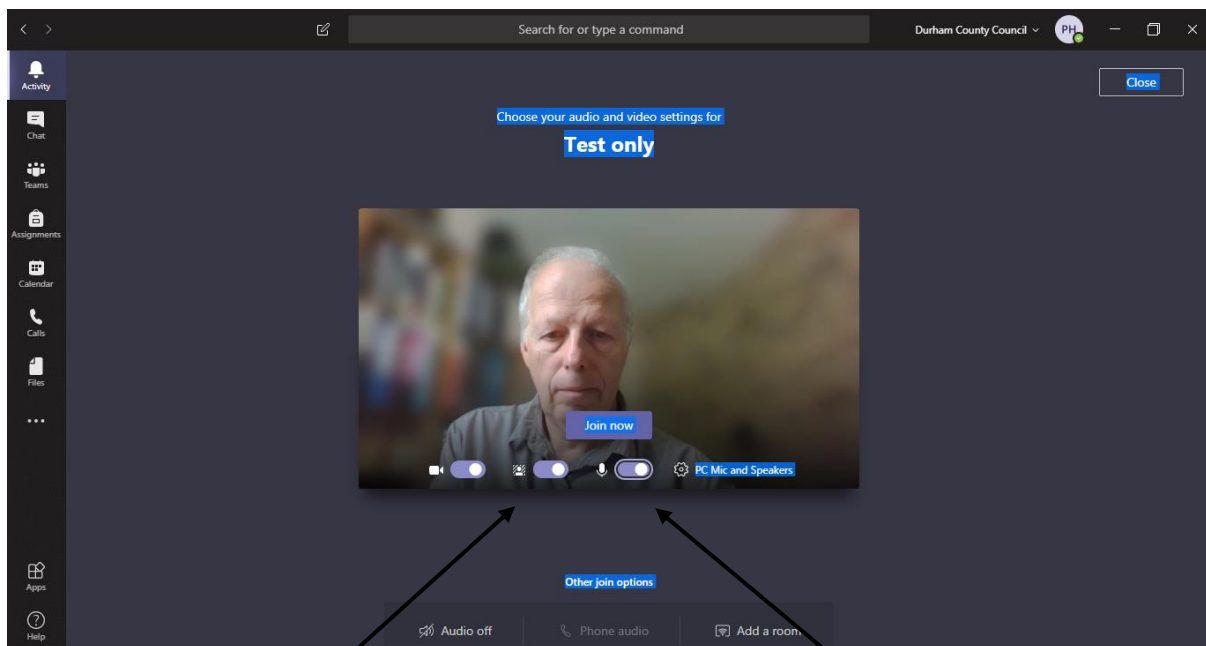 Search for or type a command
Durham County Council
PH
Activity
Close
Choose your audio and video settings for
Test only
Chat
Teams
Assignments
Calendar
Calls
Files
Join now
PC Mic and Speakers
Other join options
Apps
Help
Audio off
Phone audio
Add a room